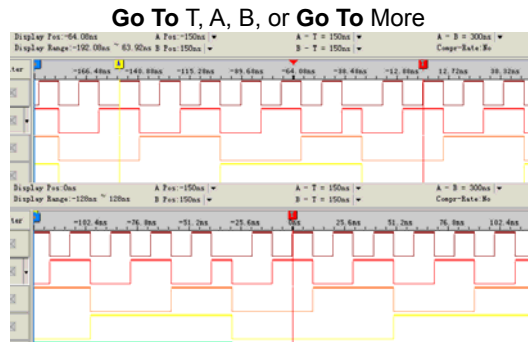 Go To T, A, B, or Go To More
Display Pos:-64.08ns A Pos:-150ns A - T = 150ns A - B = 300ns
Display Range:-192.08ns ~ 63.92ns B Pos:150ns B - T = 150ns Compr-Rate:No
ter -166.48ns A -140.88ns -115.28ns -89.68ns -64.08ns -38.48ns -12.88ns T 12.72ns 38.32ns
Display Pos:0ns A Pos:-150ns A - T = 150ns A - B = 300ns
Display Range:-128ns ~ 128ns B Pos:150ns B - T = 150ns Compr-Rate:No
ter -102.4ns -76.8ns -51.2ns -25.6ns 0ns 25.6ns 51.2ns 76.8ns 102.4ns